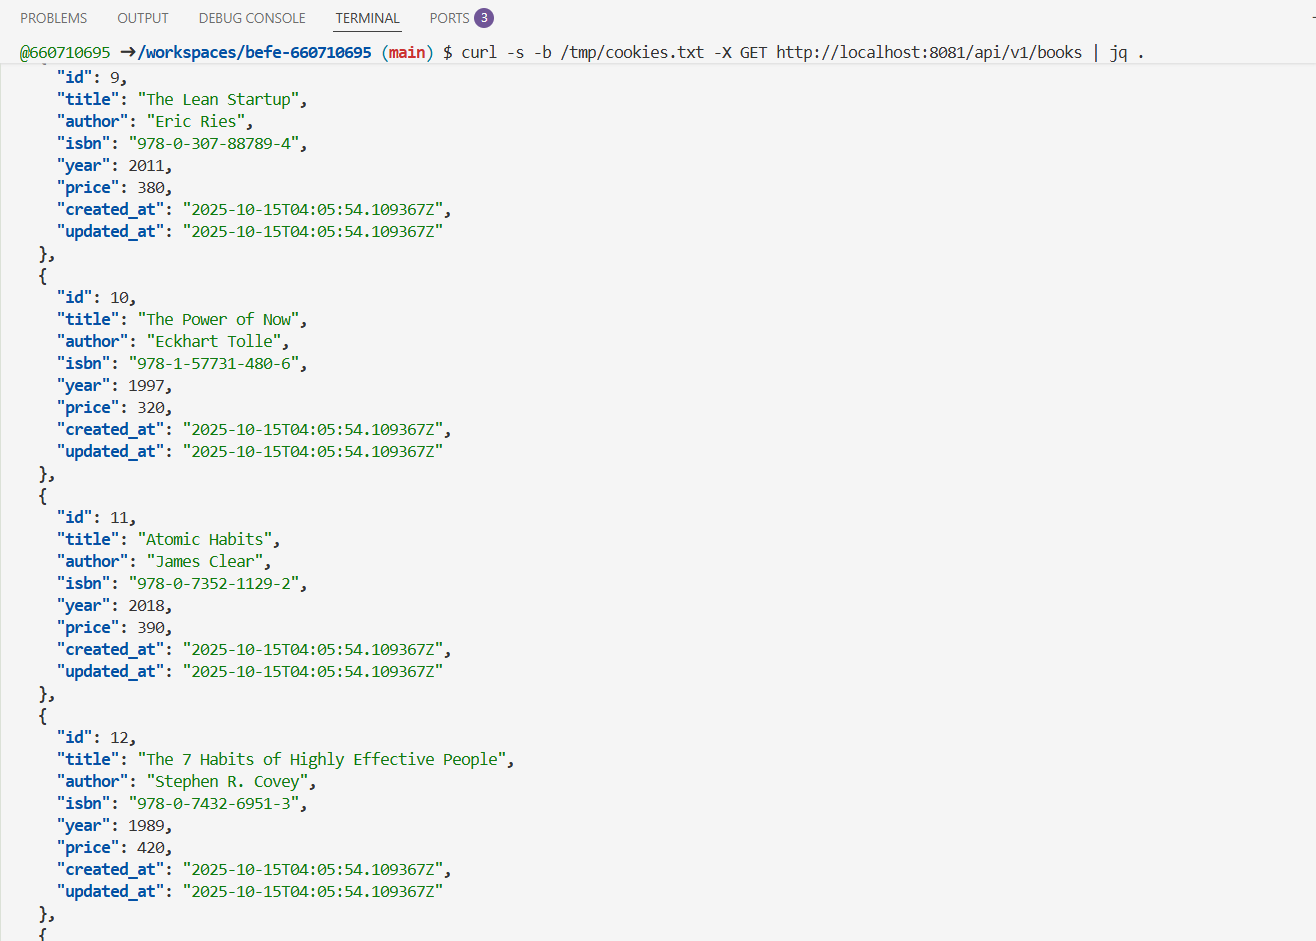 PROBLEMS OUTPUT DEBUG CONSOLE TERMINAL PORTS 3
@660710695 ➜/workspaces/befe-660710695 (main) $ curl -s -b /tmp/cookies.txt -X GET http://localhost:8081/api/v1/books | jq .
"id": 9,
"title": "The Lean Startup",
"author": "Eric Ries",
"isbn": "978-0-307-88789-4",
"year": 2011,
"price": 380,
"created_at": "2025-10-15T04:05:54.109367Z",
"updated_at": "2025-10-15T04:05:54.109367Z"
},
{
"id": 10,
"title": "The Power of Now",
"author": "Eckhart Tolle",
"isbn": "978-1-57731-480-6",
"year": 1997,
"price": 320,
"created_at": "2025-10-15T04:05:54.109367Z",
"updated_at": "2025-10-15T04:05:54.109367Z"
},
{
"id": 11,
"title": "Atomic Habits",
"author": "James Clear",
"isbn": "978-0-7352-1129-2",
"year": 2018,
"price": 390,
"created_at": "2025-10-15T04:05:54.109367Z",
"updated_at": "2025-10-15T04:05:54.109367Z"
},
{
"id": 12,
"title": "The 7 Habits of Highly Effective People",
"author": "Stephen R. Covey",
"isbn": "978-0-7432-6951-3",
"year": 1989,
"price": 420,
"created_at": "2025-10-15T04:05:54.109367Z",
"updated_at": "2025-10-15T04:05:54.109367Z"
},
{